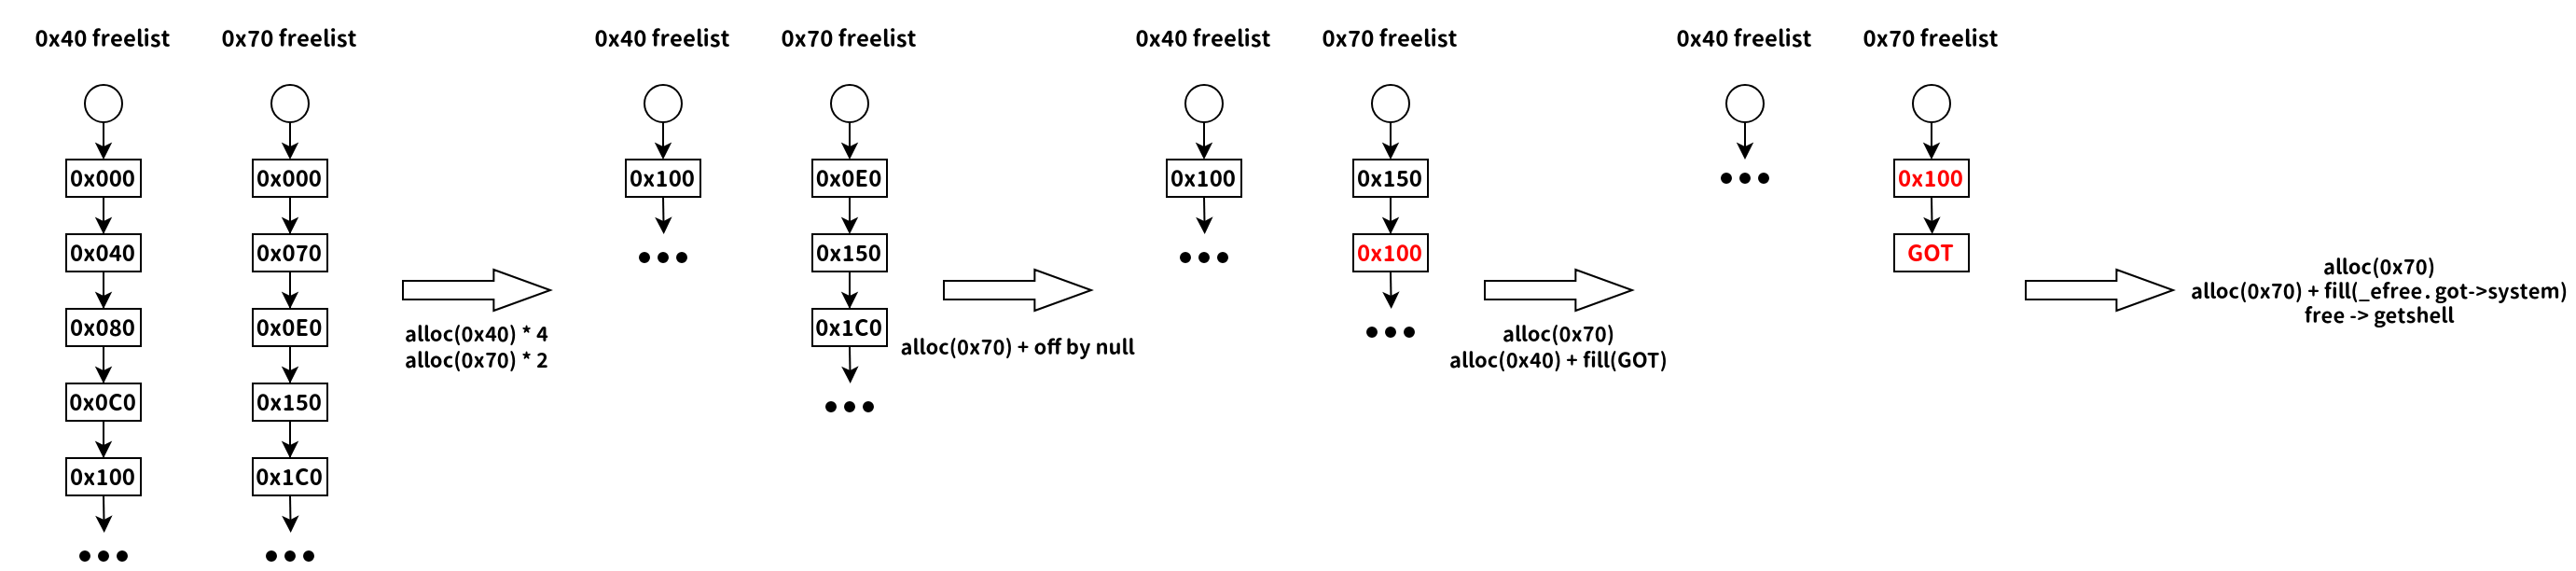 0x40 freelist
0x70 freelist
0x40 freelist
0x70 freelist
0x40 freelist
0x70 freelist
0x40 freelist
0x70 freelist
0x000
0x040
0x080
0x0C0
0x100
0x000
0x070
0x0E0
0x150
0x1C0
alloc(0x40) * 4
alloc(0x70) * 2
0x100
0x0E0
0x150
0x1C0
alloc(0x70) + off by null
0x100
0x150
0x100
alloc(0x70)
alloc(0x40) + fill(GOT)
0x100
GOT
alloc(0x70)
alloc(0x70) + fill(_efree.got->system)
free -> getshell